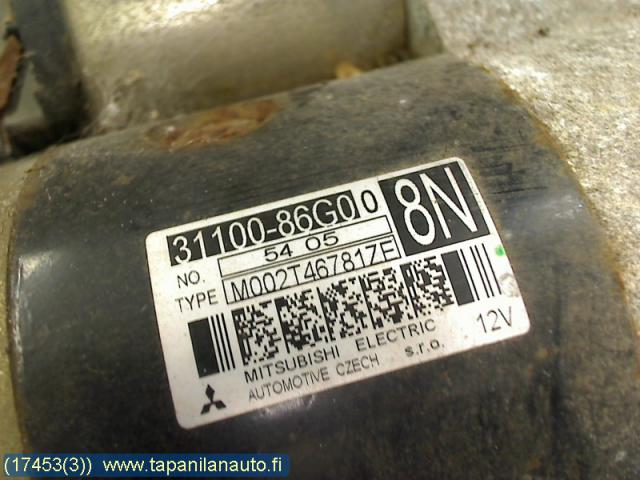 31100-86G00
8N
NO. 54 05
TYPE M002T46781ZE
MITSUBISHI ELECTRIC
AUTOMOTIVE CZECH s.r.o.
12V
(17453(3)) www.tapanilanauto.fi